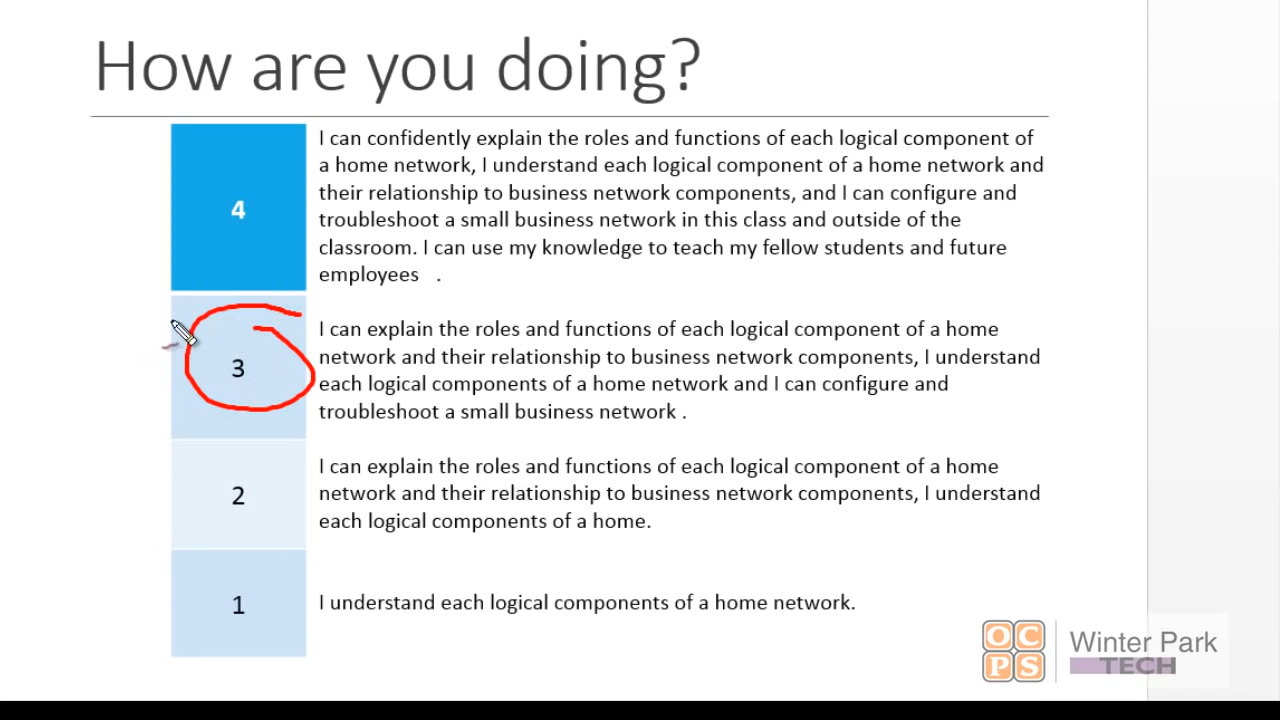 How are you doing?
4
I can confidently explain the roles and functions of each logical component of
a home network, I understand each logical component of a home network and
their relationship to business network components, and I can configure and
troubleshoot a small business network in this class and outside of the
classroom. I can use my knowledge to teach my fellow students and future
employees .
3
I can explain the roles and functions of each logical component of a home
network and their relationship to business network components, I understand
each logical components of a home network and I can configure and
troubleshoot a small business network .
2
I can explain the roles and functions of each logical component of a home
network and their relationship to business network components, I understand
each logical components of a home.
1
I understand each logical components of a home network.
OC
PS
Winter Park
TECH